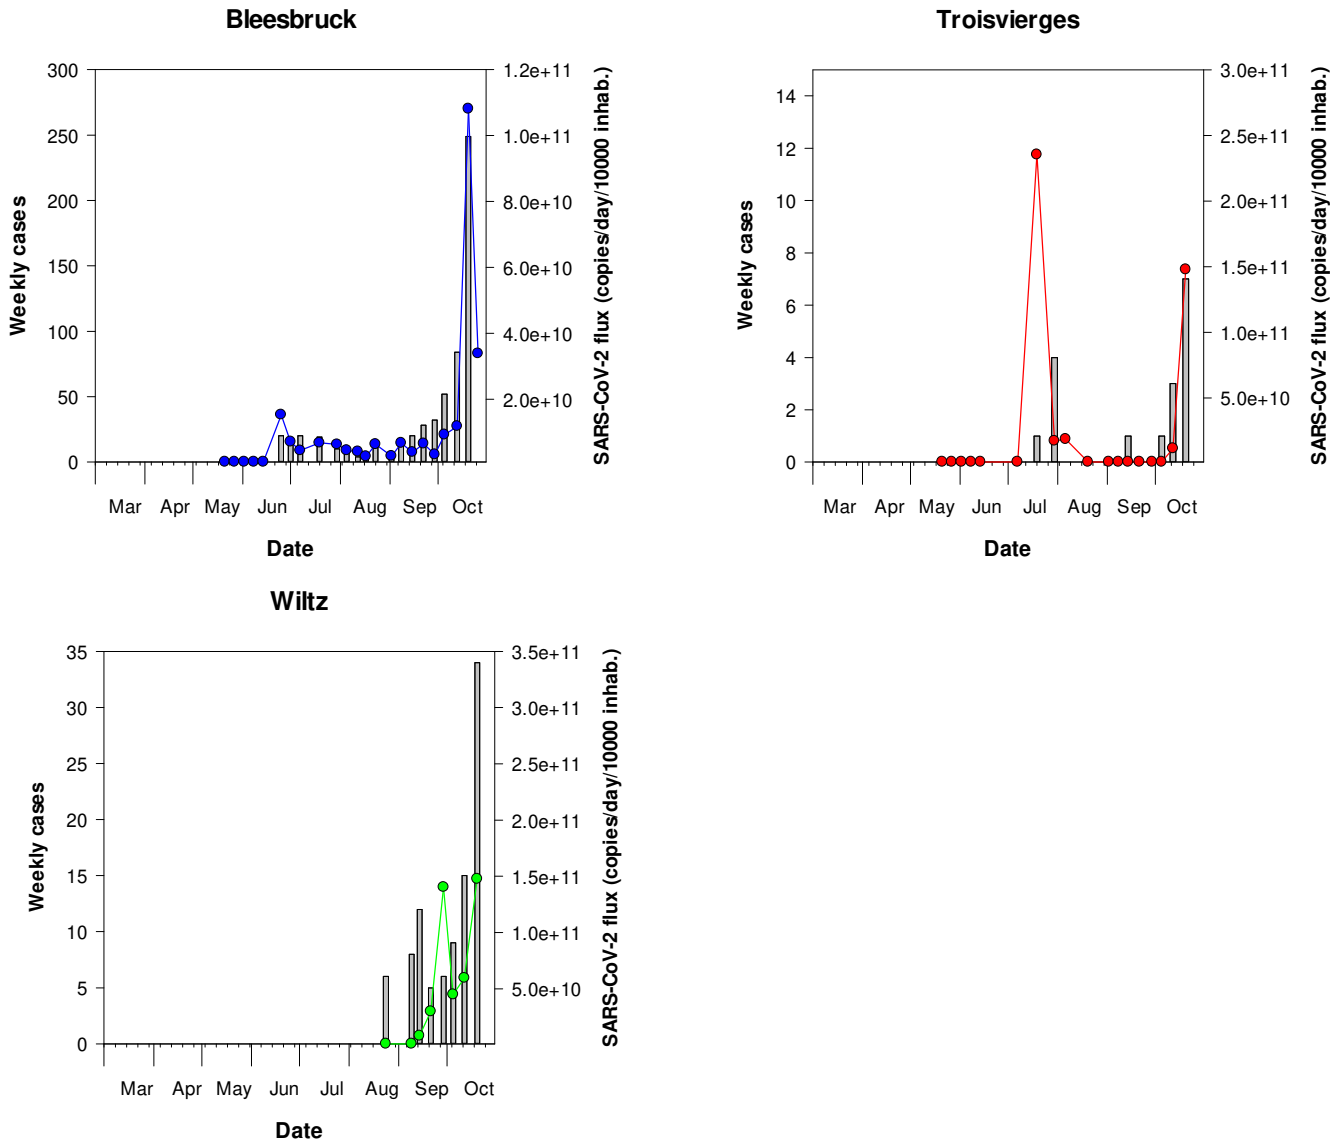 Bleesbruck
300
250
200
150
100
50
0
Weekly cases
1.2e+11
1.0e+11
8.0e+10
6.0e+10
4.0e+10
2.0e+10
SARS-CoV-2 flux (copies/day/10000 inhab.)
Mar Apr May Jun Jul Aug Sep Oct
Date
Troisvierges
14
12
10
8
6
4
2
0
Weekly cases
3.0e+11
2.5e+11
2.0e+11
1.5e+11
1.0e+11
5.0e+10
SARS-CoV-2 flux (copies/day/10000 inhab.)
Mar Apr May Jun Jul Aug Sep Oct
Date
Wiltz
35
30
25
20
15
10
5
0
Weekly cases
3.5e+11
3.0e+11
2.5e+11
2.0e+11
1.5e+11
1.0e+11
5.0e+10
SARS-CoV-2 flux (copies/day/10000 inhab.)
Mar Apr May Jun Jul Aug Sep Oct
Date